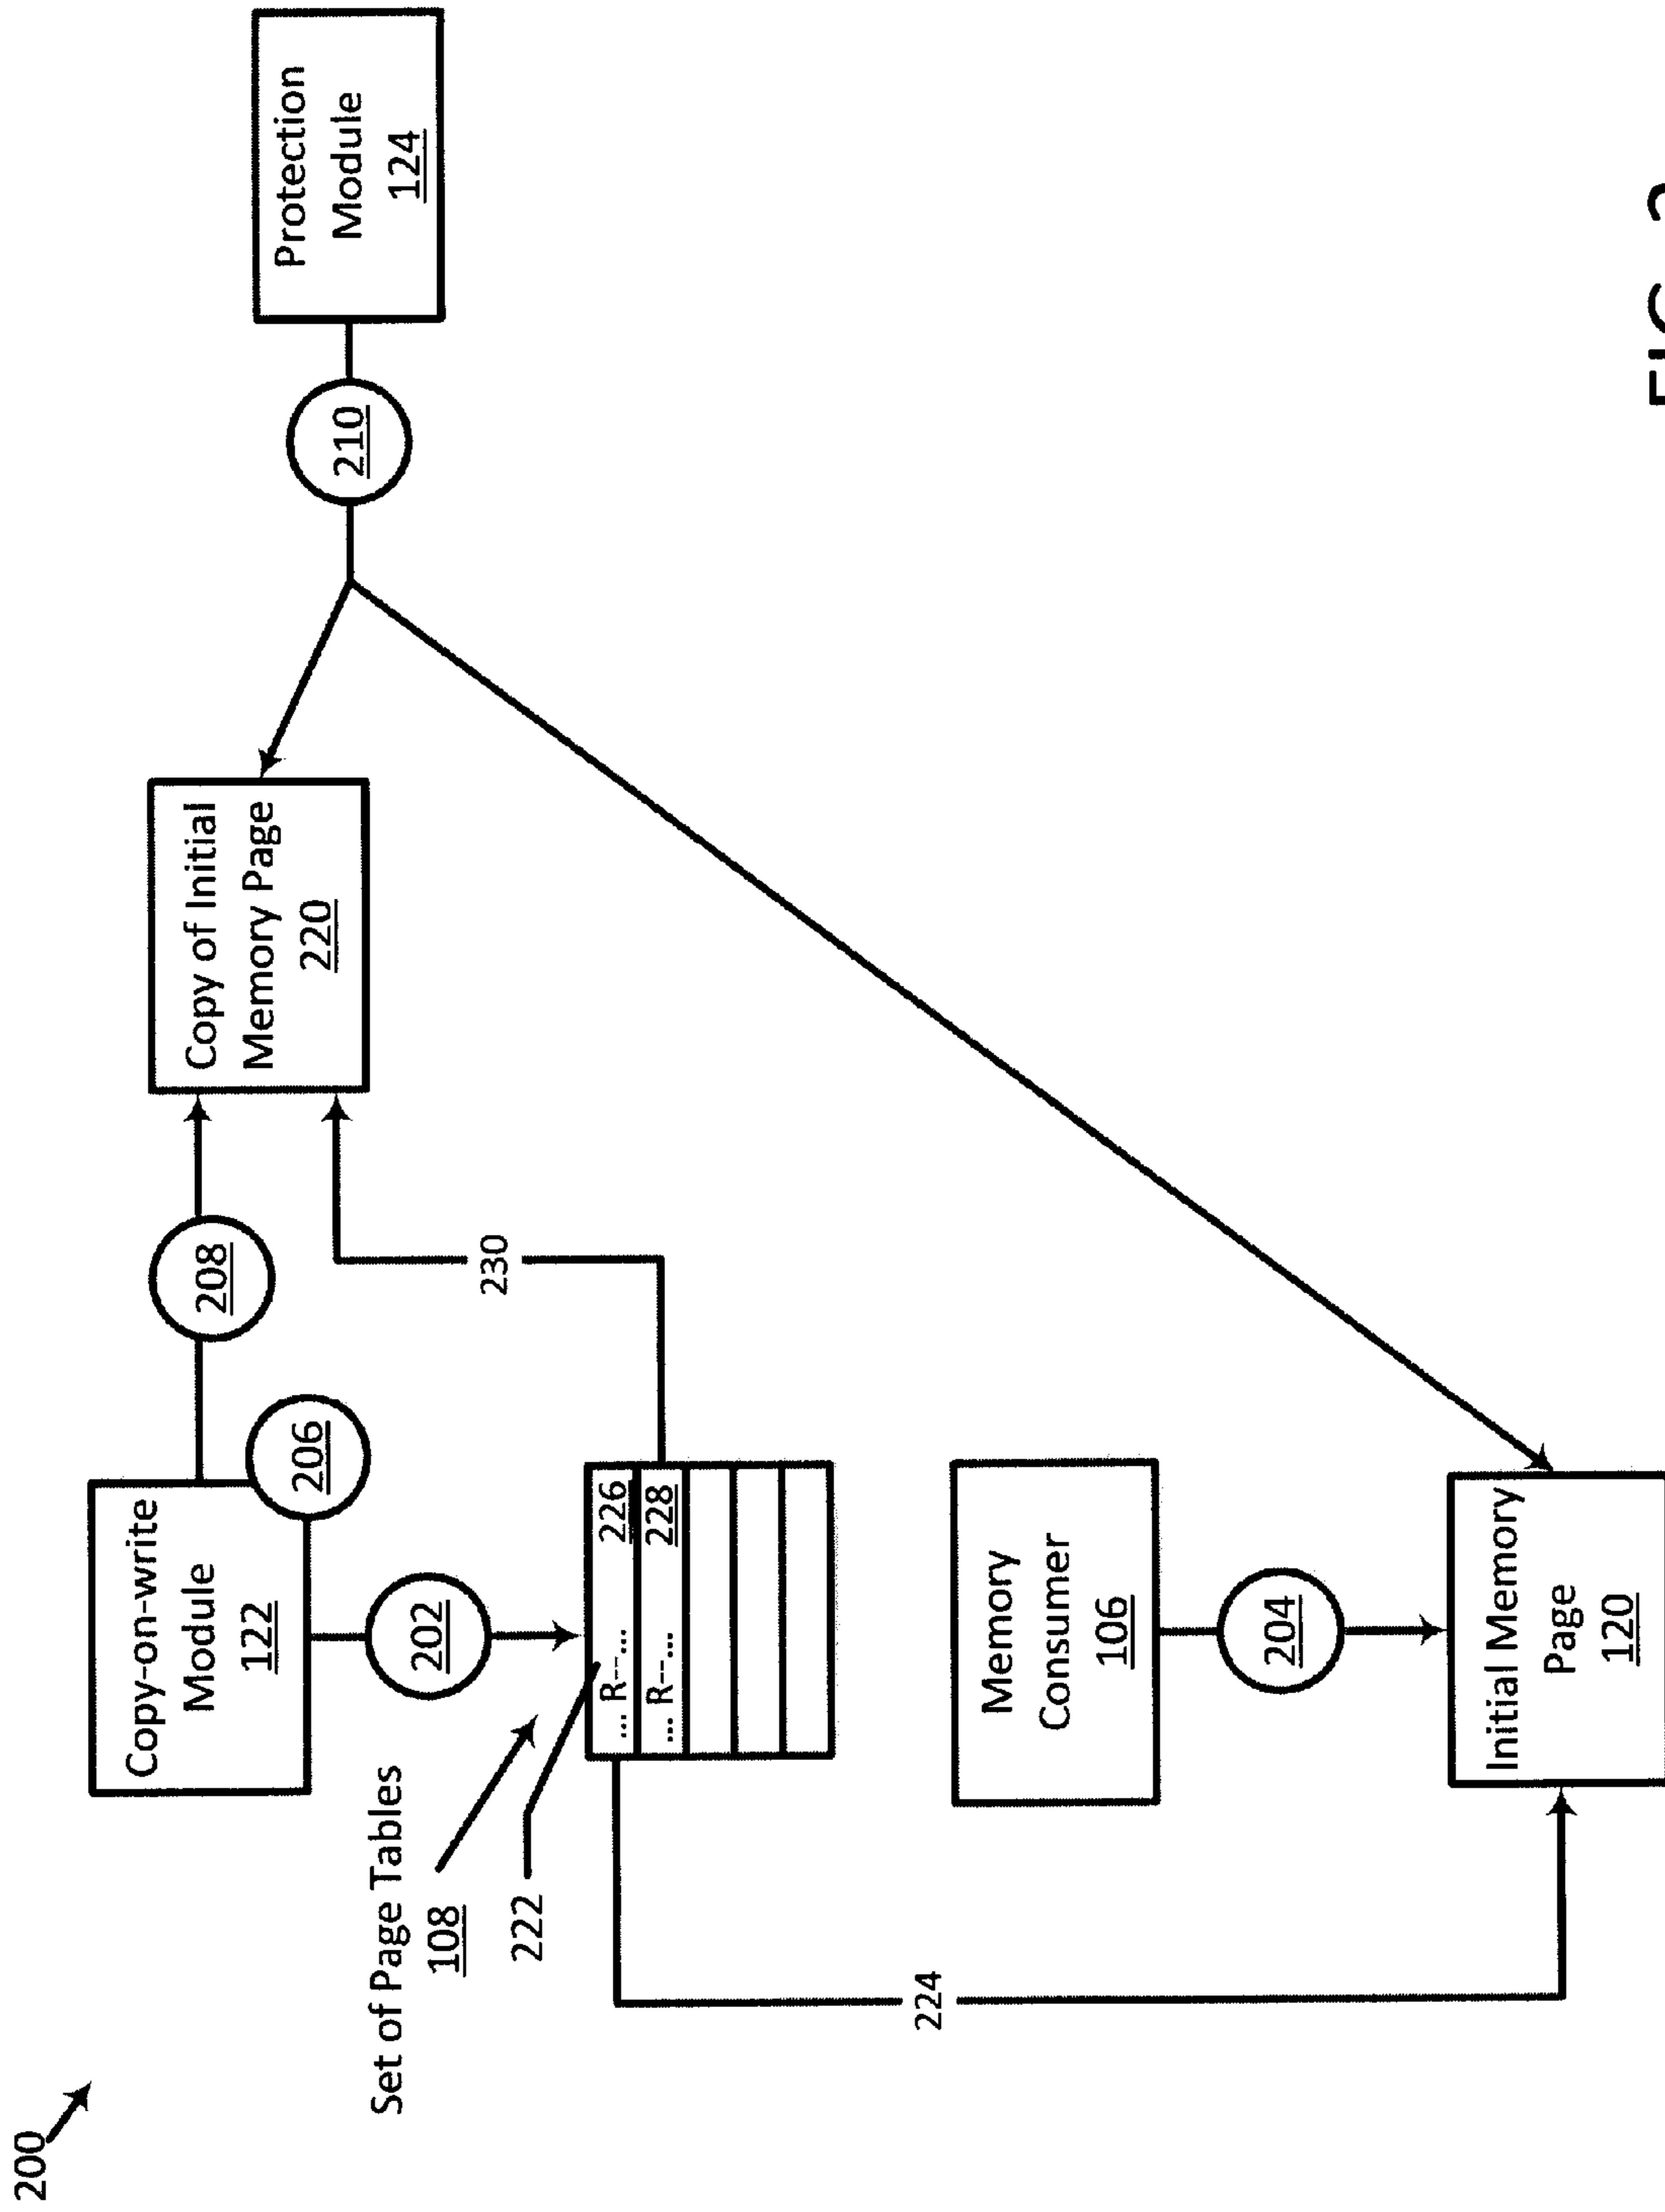 200
Copy-on-write
Module
122
206
208
Copy of Initial
Memory Page
220
210
Protection
Module
124
202
Set of Page Tables
108
222
... R--... 226
... R--... 228
230
224
Memory
Consumer
106
204
Initial Memory
Page
120
FIG